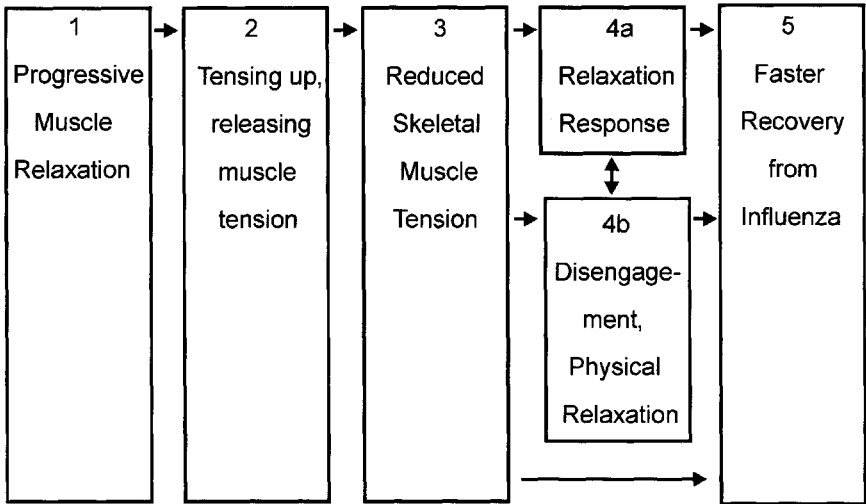 1
Progressive
Muscle
Relaxation
2
Tensing up,
releasing
muscle
tension
3
Reduced
Skeletal
Muscle
Tension
4a
Relaxation
Response
4b
Disengage-
ment,
Physical
Relaxation
5
Faster
Recovery
from
Influenza